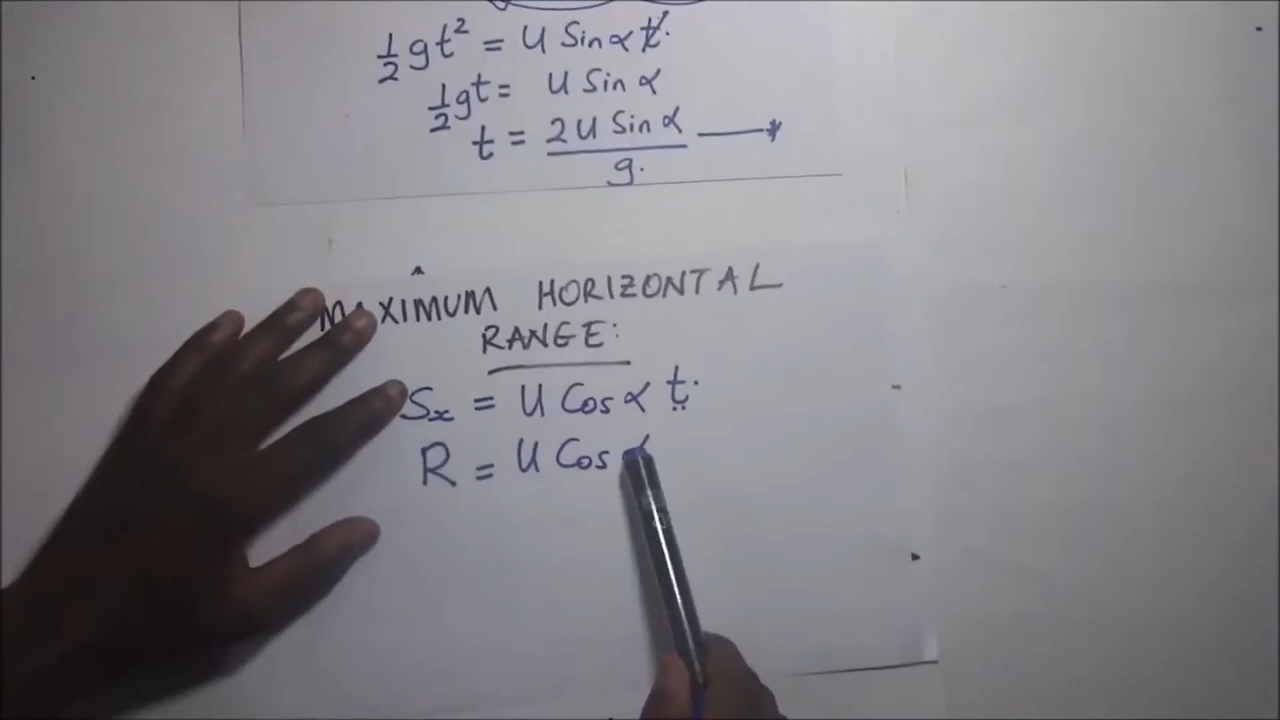 ½gt² = U Sin α t.
½gt = U Sin α
t = 2U Sin α / g.
MAXIMUM HORIZONTAL
RANGE:
Sx = U Cos α t.
R = U Cos α